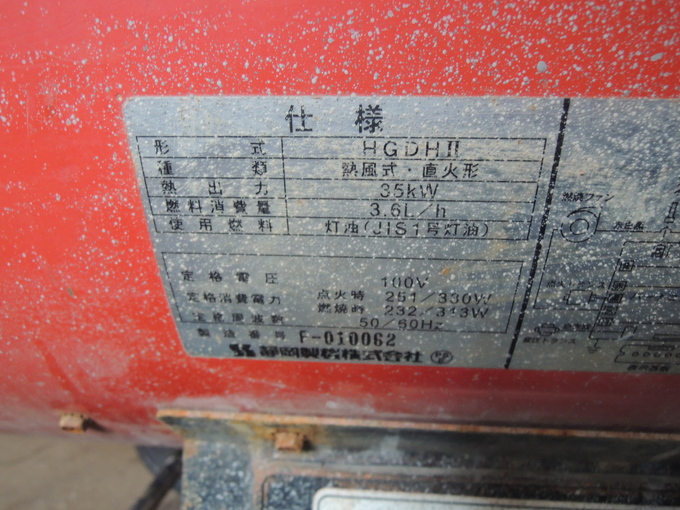 仕様
形式 HGDHⅡ
種類 熱風式・直火形
熱出力 35kW
燃料消費量 3.6L/h
使用燃料 灯油(JIS1号灯油)
定格電圧 100V
定格消費電力 点火時 251/330W
燃焼時 232/313W
定格周波数 50/60Hz
製造番号 F-010062
静岡製機株式会社